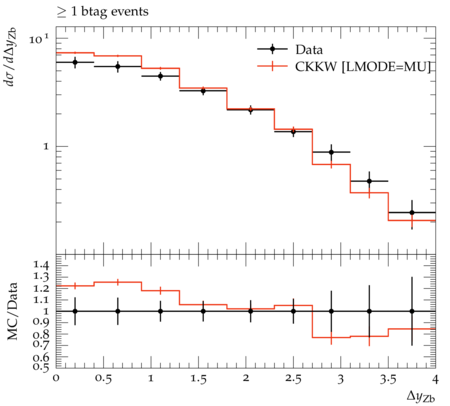 ≥ 1 btag events
10¹
dσ/dΔy_Zb
Data
CKKW [LMODE=MU]
1
1.4
1.3
1.2
1.1
1
0.9
0.8
0.7
0.6
0.5
MC/Data
0 0.5 1 1.5 2 2.5 3 3.5 4
Δy_Zb